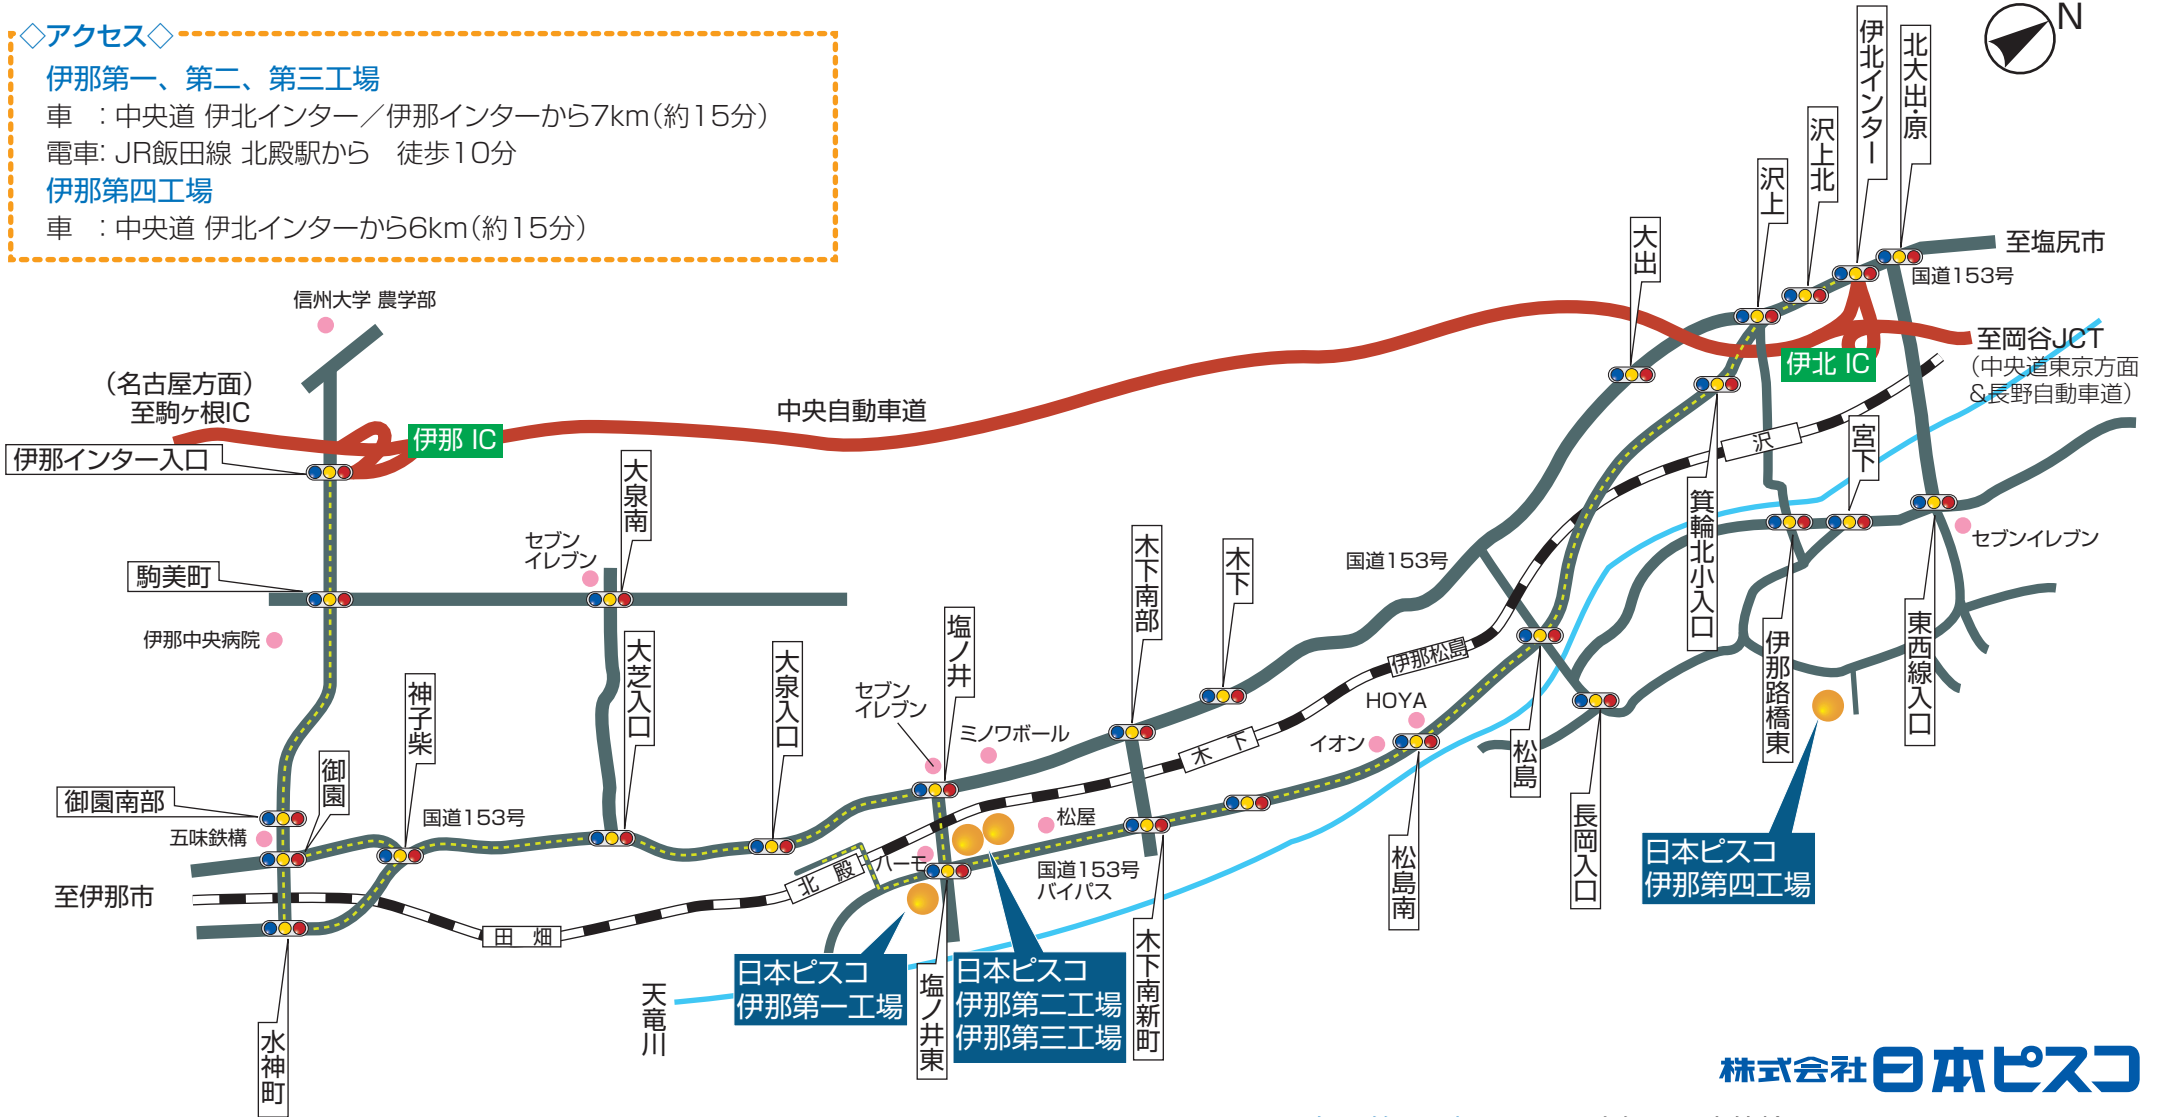 ◇アクセス◇
伊那第一、第二、第三工場
車　：中央道 伊北インター／伊那インターから7km（約15分）
電車：JR飯田線 北殿駅から　徒歩10分
伊那第四工場
車　：中央道 伊北インターから6km（約15分）
N
伊北インター
北大出・原
沢上北
沢上
大出
至塩尻市
国道153号
信州大学 農学部
至岡谷JCT
（中央道東京方面
&長野自動車道）
伊北 IC
（名古屋方面）
至駒ヶ根IC
中央自動車道
伊那 IC
伊那インター入口
沢
宮下
大泉南
セブン
イレブン
箕輪北小入口
セブンイレブン
木下南部
木下
国道153号
駒美町
伊那中央病院
塩ノ井
大芝入口
大泉入口
神子柴
伊那松島
伊那路橋東
東西線入口
セブン
イレブン
ミノワボール
HOYA
イオン
木下
松島
御園
御園南部
国道153号
五味鉄構
松屋
長岡入口
松島南
日本ピスコ
伊那第四工場
北殿
ハーモ
国道153号
バイパス
至伊那市
田畑
木下南新町
日本ピスコ
伊那第一工場
日本ピスコ
伊那第二工場
伊那第三工場
塩ノ井東
天竜川
水神町
株式会社日本ピスコ